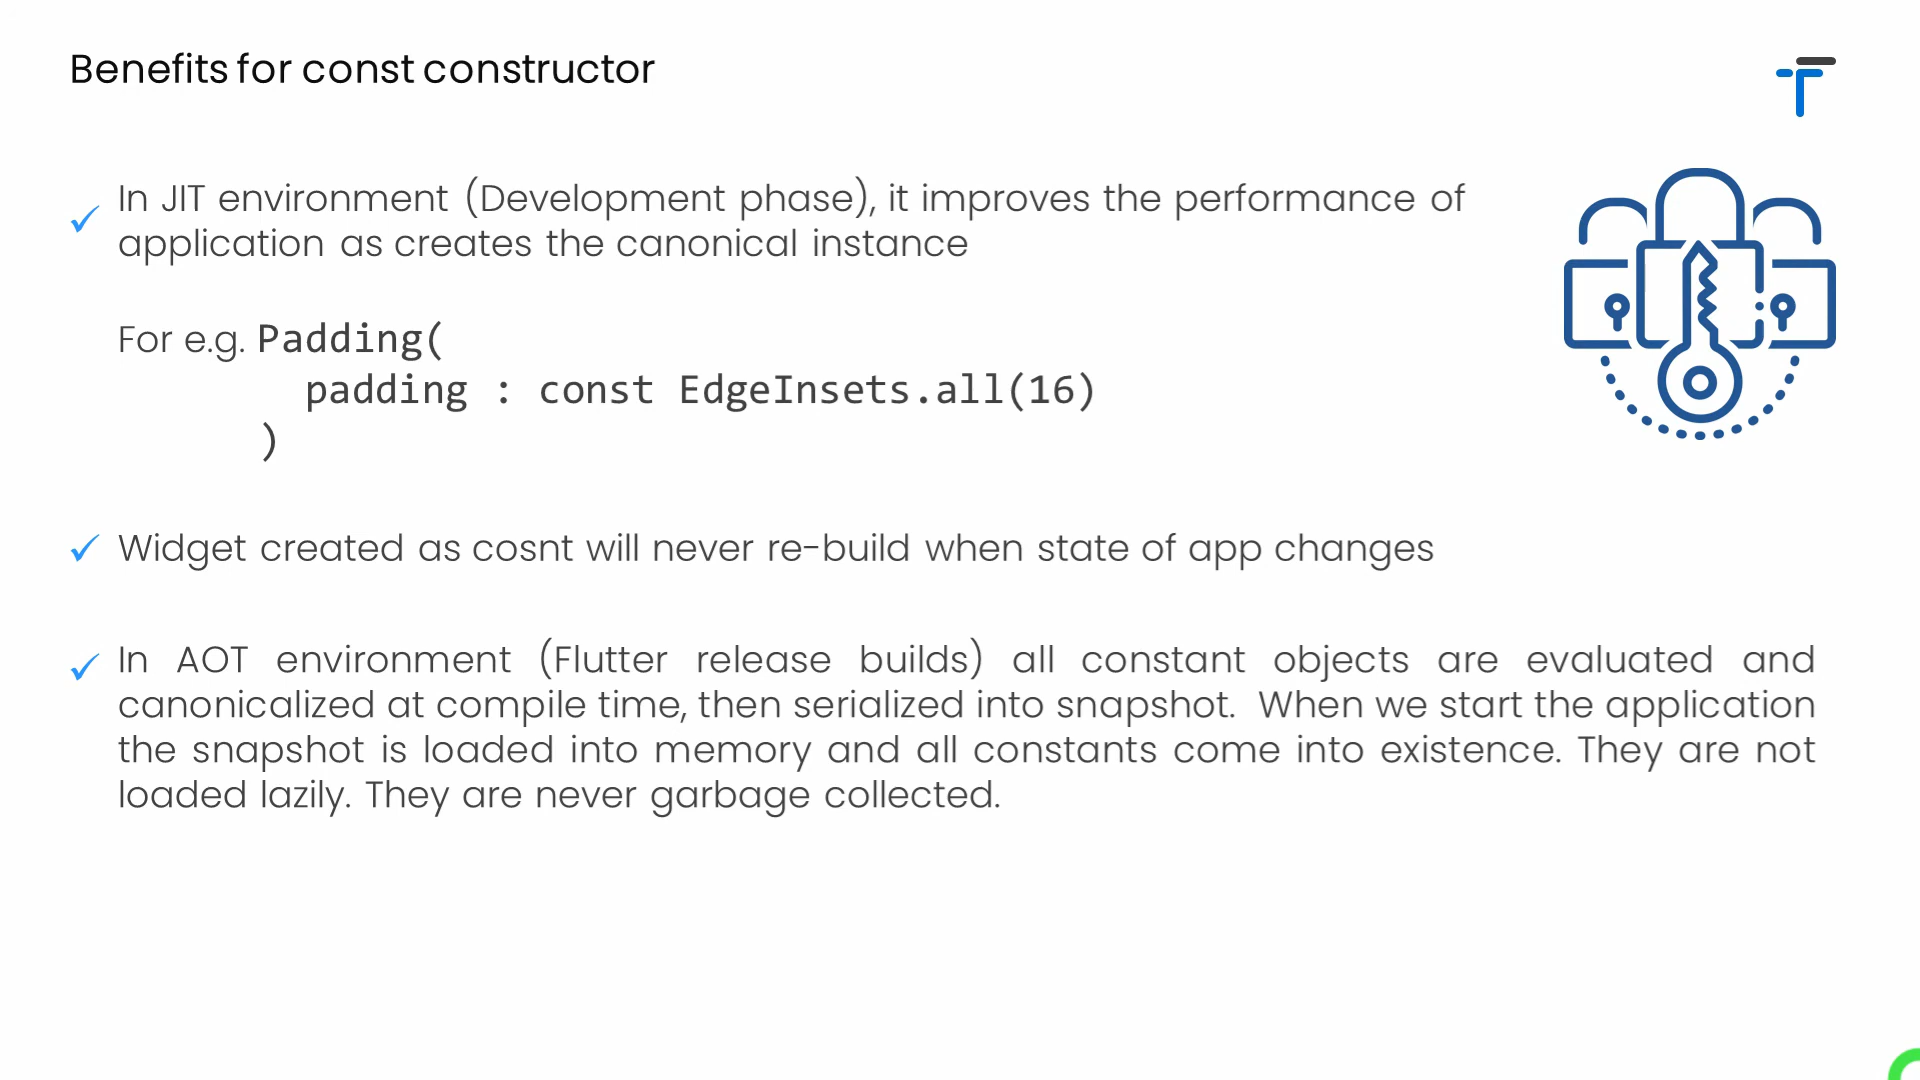 Benefits for const constructor
In JIT environment (Development phase), it improves the performance of
application as creates the canonical instance
For e.g. Padding(
padding : const EdgeInsets.all(16)
)
Widget created as cosnt will never re-build when state of app changes
In AOT environment (Flutter release builds) all constant objects are evaluated and
canonicalized at compile time, then serialized into snapshot. When we start the application
the snapshot is loaded into memory and all constants come into existence. They are not
loaded lazily. They are never garbage collected.